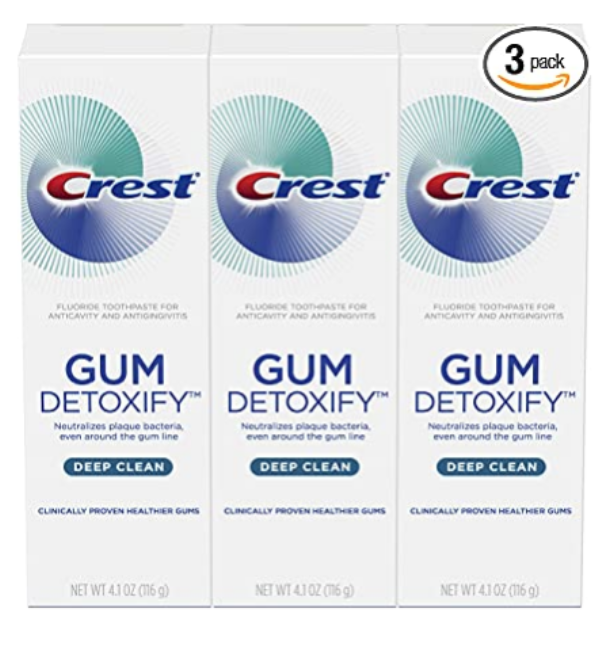 3 pack
Crest
FLUORIDE TOOTHPASTE FOR
ANTICAVITY AND ANTIGINGIVITIS
GUM
DETOXIFY™
Neutralizes plaque bacteria,
even around the gum line
DEEP CLEAN
CLINICALLY PROVEN HEALTHIER GUMS
NET WT 4.1 OZ (116 g)
Crest
FLUORIDE TOOTHPASTE FOR
ANTICAVITY AND ANTIGINGIVITIS
GUM
DETOXIFY™
Neutralizes plaque bacteria,
even around the gum line
DEEP CLEAN
CLINICALLY PROVEN HEALTHIER GUMS
NET WT 4.1 OZ (116 g)
Crest
FLUORIDE TOOTHPASTE FOR
ANTICAVITY AND ANTIGINGIVITIS
GUM
DETOXIFY™
Neutralizes plaque bacteria,
even around the gum line
DEEP CLEAN
CLINICALLY PROVEN HEALTHIER GUMS
NET WT 4.1 OZ (116 g)